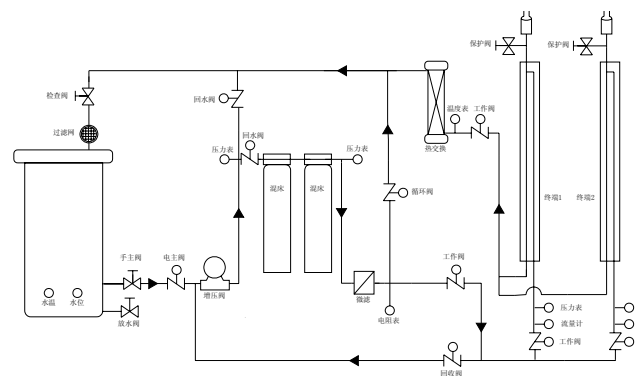 保护阀
保护阀
检查阀
回水阀
温度表
工作阀
过滤网
回水阀
压力表
压力表
热交换
混床
混床
循环阀
终端1
终端2
手主阀
电主阀
工作阀
水温
水位
增压阀
微滤
放水阀
电阻表
压力表
流量计
工作阀
回收阀